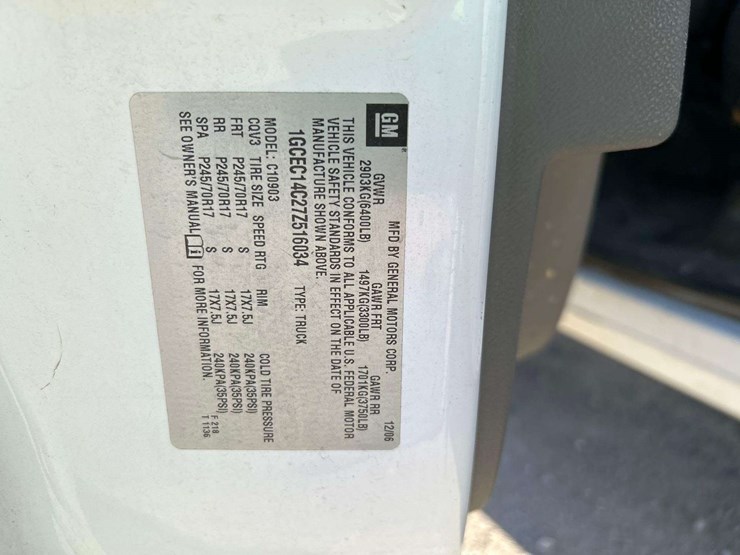 GM
MFD BY GENERAL MOTORS CORP. 12/06
GVWR GAWR FRT GAWR RR
2903KG(6400LB) 1497KG(3300LB) 1701KG(3750LB)
THIS VEHICLE CONFORMS TO ALL APPLICABLE U.S. FEDERAL MOTOR
VEHICLE SAFETY STANDARDS IN EFFECT ON THE DATE OF
MANUFACTURE SHOWN ABOVE.
1GCEC14C27Z516034 TYPE: TRUCK
MODEL: C10903
CQV3 TIRE SIZE SPEED RTG RIM COLD TIRE PRESSURE
FRT P245/70R17 S 17X7.5J 240KPA(35PSI)
RR P245/70R17 S 17X7.5J 240KPA(35PSI)
SPA P245/70R17 S 17X7.5J 240KPA(35PSI)
SEE OWNER'S MANUAL i FOR MORE INFORMATION.
F 218
T 1136